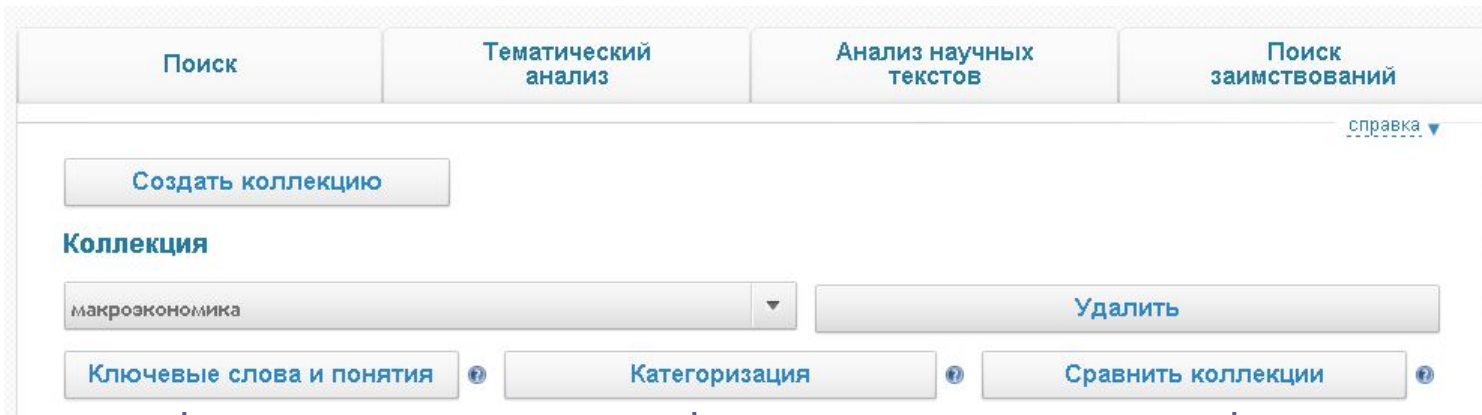 Поиск
Тематический
анализ
Анализ научных
текстов
Поиск
заимствований
справка
Создать коллекцию
Коллекция
макроэкономика
Удалить
Ключевые слова и понятия
Категоризация
Сравнить коллекции